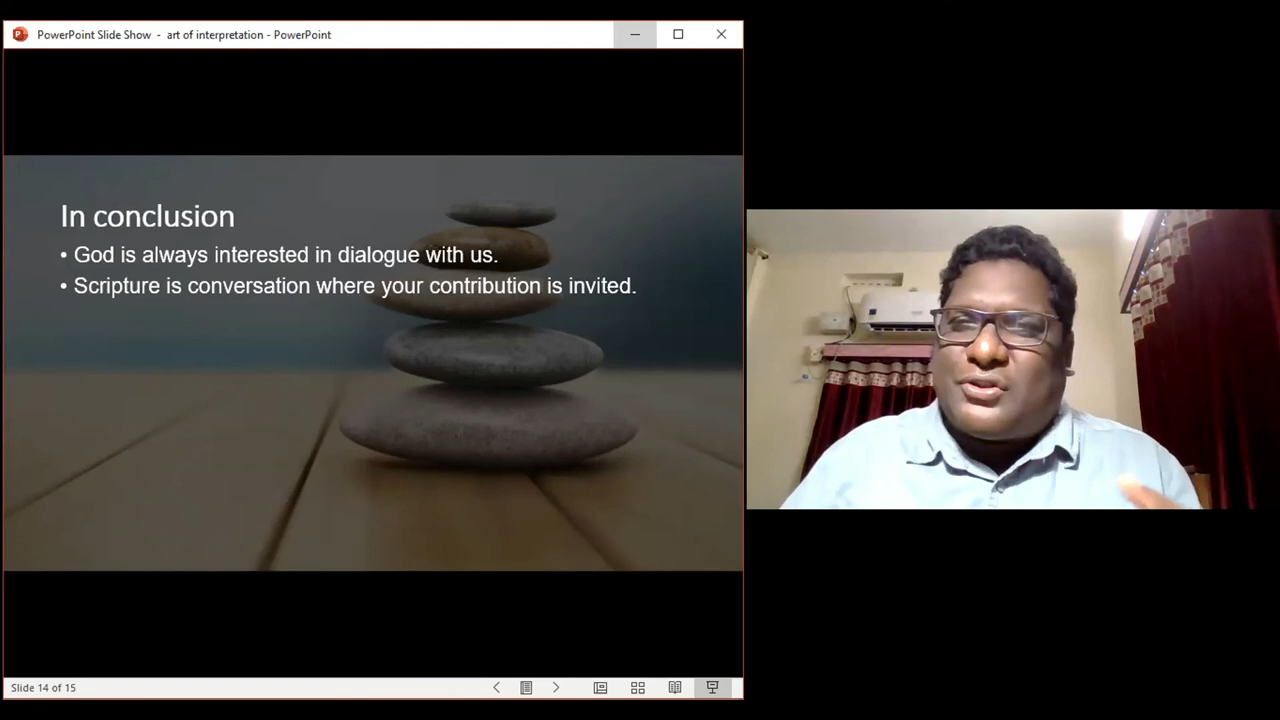 PowerPoint Slide Show - art of interpretation - PowerPoint
In conclusion
• God is always interested in dialogue with us.
• Scripture is conversation where your contribution is invited.
Slide 14 of 15